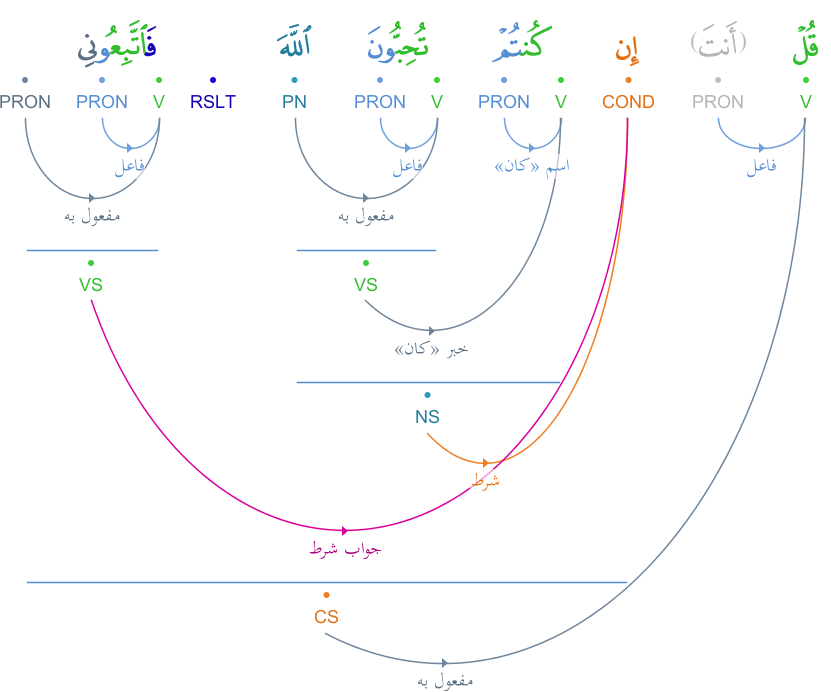 قُلْ (أَنتَ) إِن كُنتُمْ تُحِبُّونَ ٱللَّهَ فَٱتَّبِعُونِي
PRON PRON V RSLT PN PRON V PRON V COND PRON V
فاعل اسم «كان» فاعل فاعل
مفعول به مفعول به
VS VS
خبر «كان»
NS
شرط
جواب شرط
CS
مفعول به